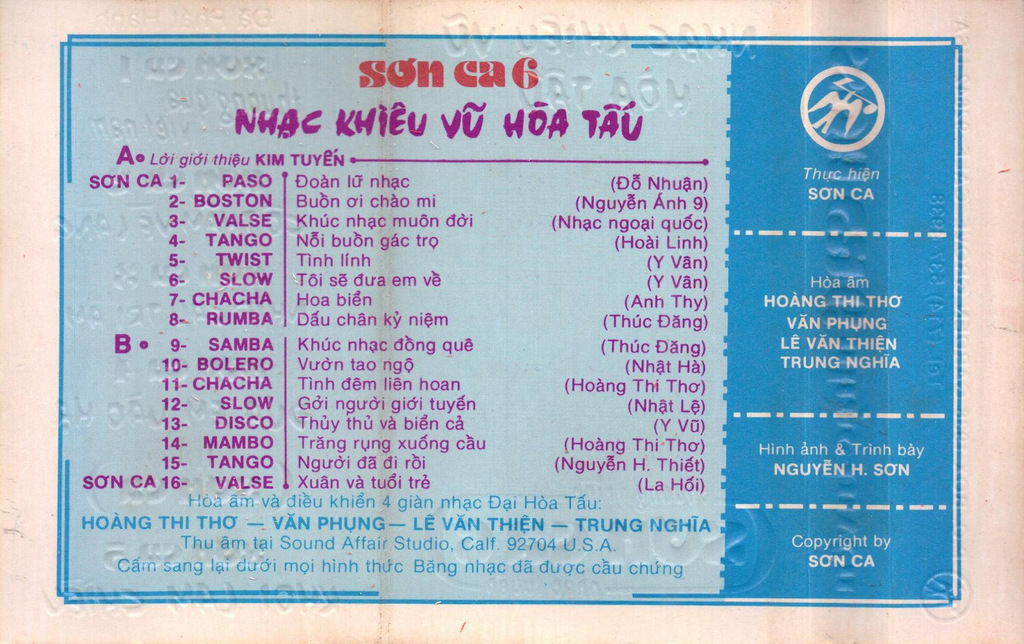 sơn ca 6
NHẠC KHIÊU VŨ HÒA TẤU
A• Lời giới thiệu KIM TUYẾN
SƠN CA 1- PASO Đoàn lữ nhạc (Đỗ Nhuận)
2- BOSTON Buồn ơi chào mi (Nguyễn Ánh 9)
3- VALSE Khúc nhạc muôn đời (Nhạc ngoại quốc)
4- TANGO Nỗi buồn gác trọ (Hoài Linh)
5- TWIST Tình lính (Y Vân)
6- SLOW Tôi sẽ đưa em về (Y Vân)
7- CHACHA Hoa biển (Anh Thy)
8- RUMBA Dấu chân kỷ niệm (Thúc Đăng)
B • 9- SAMBA Khúc nhạc đồng quê (Thúc Đăng)
10- BOLERO Vườn tao ngộ (Nhật Hà)
11- CHACHA Tình đêm liên hoan (Hoàng Thi Thơ)
12- SLOW Gởi người giới tuyến (Nhật Lệ)
13- DISCO Thủy thủ và biển cả (Y Vũ)
14- MAMBO Trăng rụng xuống cầu (Hoàng Thi Thơ)
15- TANGO Người đã đi rồi (Nguyễn H. Thiết)
SƠN CA 16- VALSE Xuân và tuổi trẻ (La Hối)
Hòa âm và điều khiển 4 giàn nhạc Đại Hòa Tấu:
HOÀNG THI THƠ — VĂN PHỤNG — LÊ VĂN THIỆN — TRUNG NGHĨA
Thu âm tại Sound Affair Studio, Calf. 92704 U.S.A.
Cấm sang lại dưới mọi hình thức Băng nhạc đã được cầu chứng
Thực hiện
SƠN CA
Hòa âm
HOÀNG THI THƠ
VĂN PHỤNG
LÊ VĂN THIỆN
TRUNG NGHĨA
Hình ảnh & Trình bày
NGUYỄN H. SƠN
Copyright by
SƠN CA